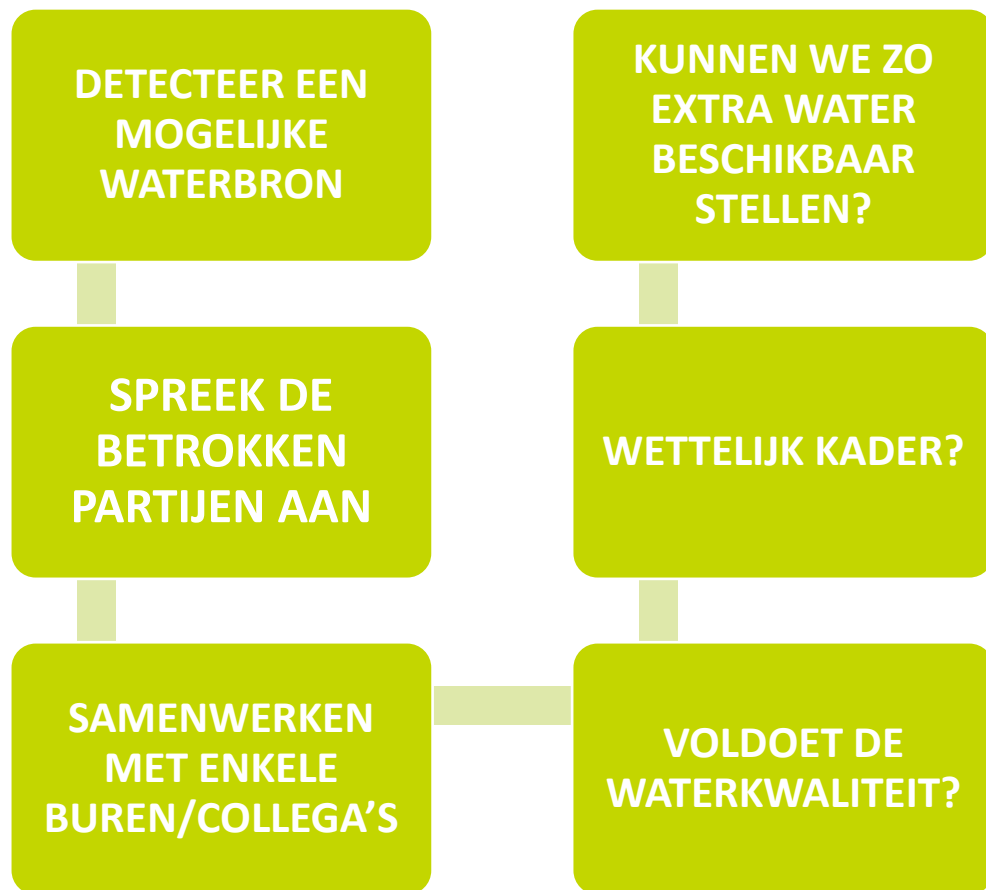 DETECTEER EEN
MOGELIJKE
WATERBRON
SPREEK DE
BETROKKEN
PARTIJEN AAN
SAMENWERKEN
MET ENKELE
BUREN/COLLEGA’S
VOLDOET DE
WATERKWALITEIT?
WETTELIJK KADER?
KUNNEN WE ZO
EXTRA WATER
BESCHIKBAAR
STELLEN?